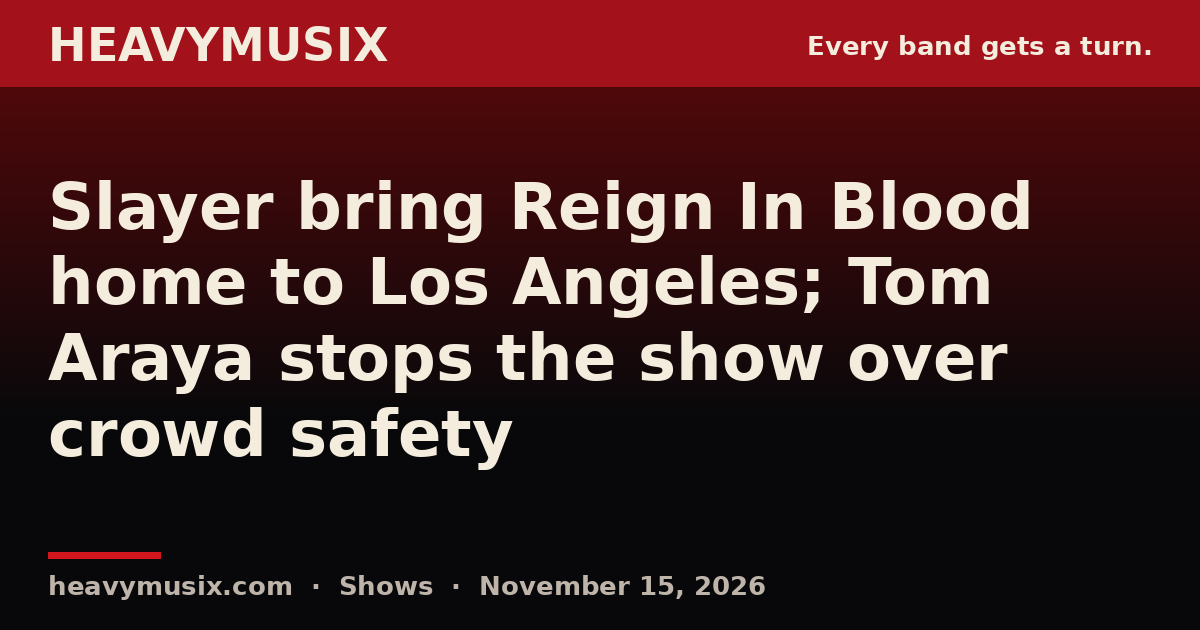 HEAVYMUSIX
Every band gets a turn.
Slayer bring Reign In Blood
home to Los Angeles; Tom
Araya stops the show over
crowd safety
heavymusix.com · Shows · November 15, 2026